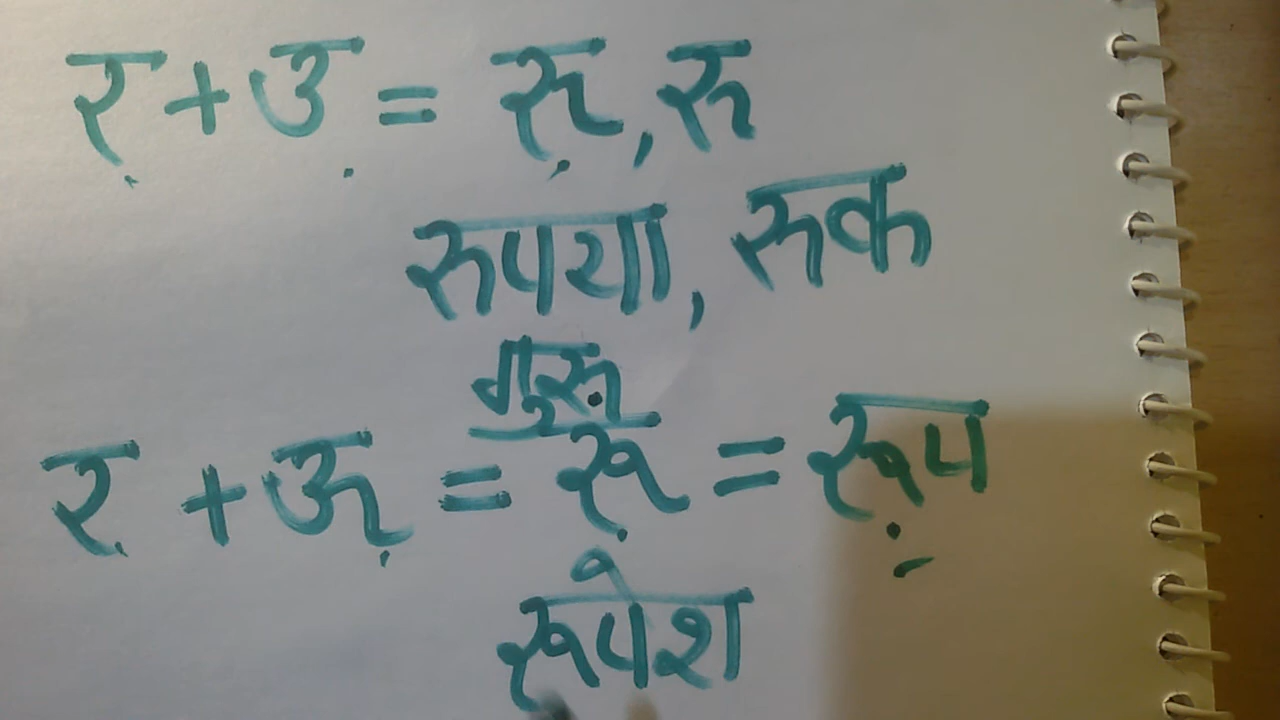 र + उ = रु, रु
रुपया, रुक
गुरु
र + ऊ = रू = रूप
रूपेश